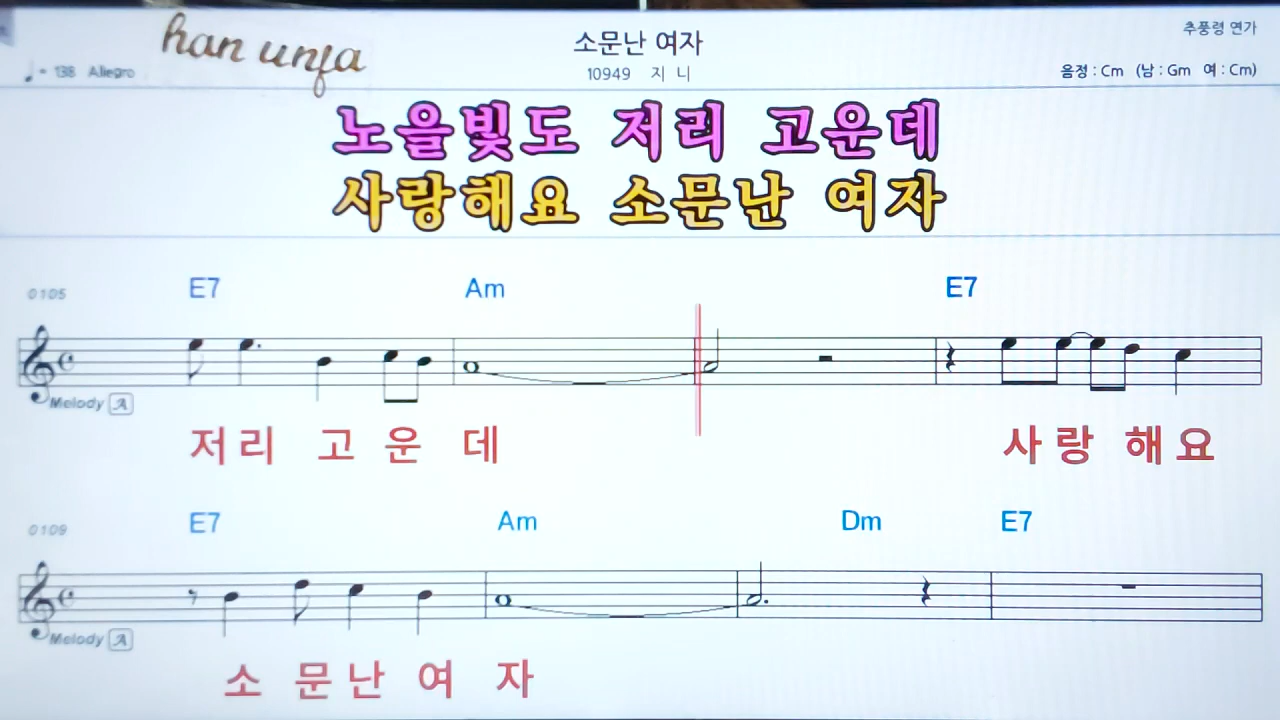 han unja
소문난 여자
추풍령 연가
♩ = 138 Allegro
10949 지 니
음정 : Cm (남 : Gm 여 : Cm)
노을빛도 저리 고운데
사랑해요 소문난 여자
0105 E7 Am E7
Melody A
저 리 고 운 데 사 랑 해 요
0109 E7 Am Dm E7
Melody A
소 문 난 여 자